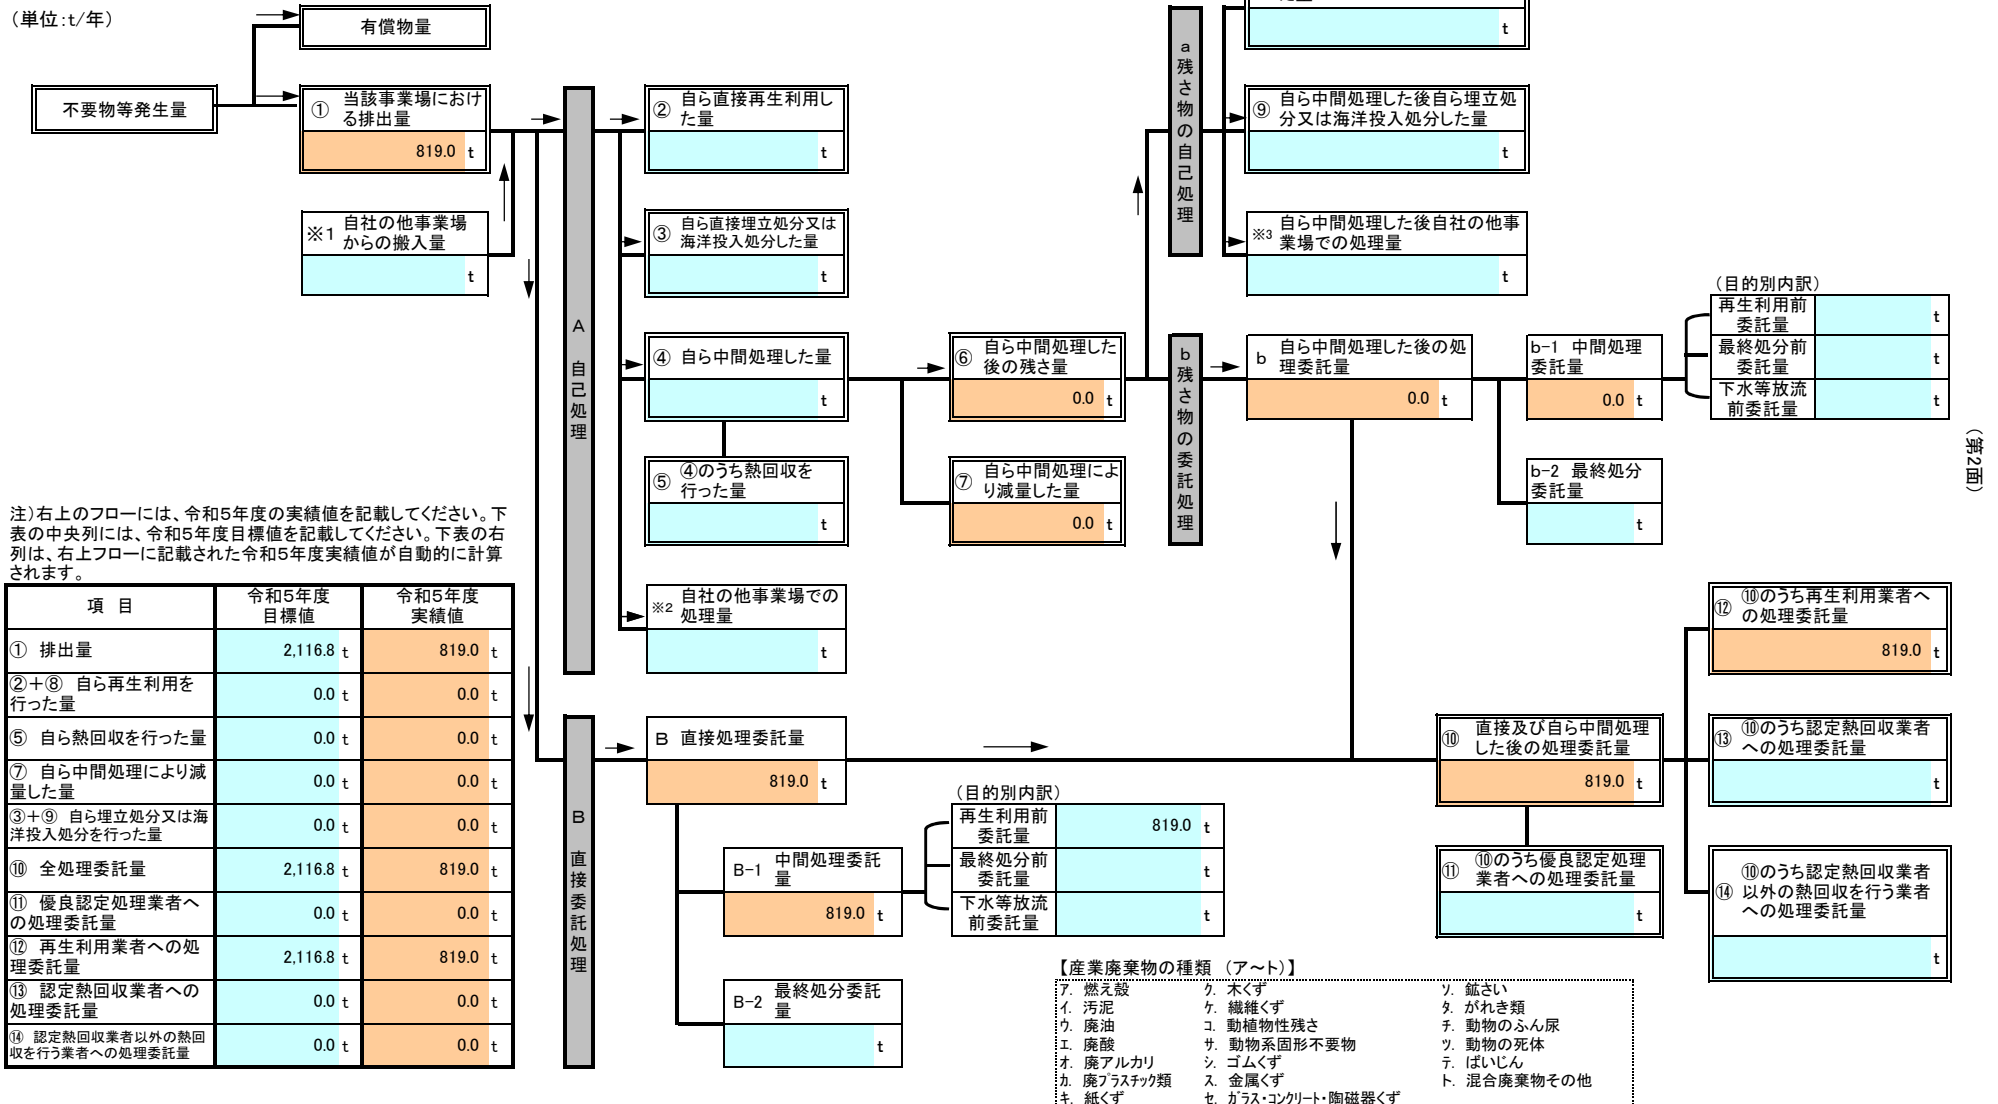 (単位:t/年)
有償物量
不要物等発生量
① 当該事業場におけ
る排出量
819.0 t
※1 自社の他事業場
からの搬入量
t
A 自己処理
② 自ら直接再生利用し
た量
t
③ 自ら直接埋立処分又は
海洋投入処分した量
t
④ 自ら中間処理した量
t
⑤ ④のうち熱回収を
行った量
t
※2 自社の他事業場での
処理量
t
⑥ 自ら中間処理した
後の残さ量
0.0 t
⑦ 自ら中間処理によ
り減量した量
0.0 t
a 残さ物の自己処理
t
⑨ 自ら中間処理した後自ら埋立処
分又は海洋投入処分した量
t
※3 自ら中間処理した後自社の他事
業場での処理量
t
b 残さ物の委託処理
b 自ら中間処理した後の処
理委託量
0.0 t
b-1 中間処理
委託量
0.0 t
b-2 最終処分
委託量
t
(目的別内訳)
再生利用前
委託量
t
最終処分前
委託量
t
下水等放流
前委託量
t
(第2面)
注)右上のフローには、令和5年度の実績値を記載してください。下
表の中央列には、令和5年度目標値を記載してください。下表の右
列は、右上フローに記載された令和5年度実績値が自動的に計算
されます。
項 目
令和5年度
目標値
令和5年度
実績値
① 排出量
2,116.8 t
819.0 t
②+⑧ 自ら再生利用を
行った量
0.0 t
0.0 t
⑤ 自ら熱回収を行った量
0.0 t
0.0 t
⑦ 自ら中間処理により減
量した量
0.0 t
0.0 t
③+⑨ 自ら埋立処分又は海
洋投入処分を行った量
0.0 t
0.0 t
⑩ 全処理委託量
2,116.8 t
819.0 t
⑪ 優良認定処理業者へ
の処理委託量
0.0 t
0.0 t
⑫ 再生利用業者への処
理委託量
2,116.8 t
819.0 t
⑬ 認定熱回収業者への
処理委託量
0.0 t
0.0 t
⑭ 認定熱回収業者以外の熱回
収を行う業者への処理委託量
0.0 t
0.0 t
B 直接委託処理
B 直接処理委託量
819.0 t
B-1 中間処理委託
量
819.0 t
B-2 最終処分委託
量
t
(目的別内訳)
再生利用前
委託量
819.0 t
最終処分前
委託量
t
下水等放流
前委託量
t
⑩ 直接及び自ら中間処理
した後の処理委託量
819.0 t
⑪ ⑩のうち優良認定処理
業者への処理委託量
t
⑫ ⑩のうち再生利用業者へ
の処理委託量
819.0 t
⑬ ⑩のうち認定熱回収業者
への処理委託量
t
⑭ ⑩のうち認定熱回収業者
以外の熱回収を行う業者
への処理委託量
t
【産業廃棄物の種類 (ア~ト)】
ア. 燃え殻
イ. 汚泥
ウ. 廃油
エ. 廃酸
オ. 廃アルカリ
カ. 廃プラスチック類
キ. 紙くず
ク. 木くず
ケ. 繊維くず
コ. 動植物性残さ
サ. 動物系固形不要物
シ. ゴムくず
ス. 金属くず
セ. ガラス・コンクリート・陶磁器くず
ソ. 鉱さい
タ. がれき類
チ. 動物のふん尿
ツ. 動物の死体
テ. ばいじん
ト. 混合廃棄物その他